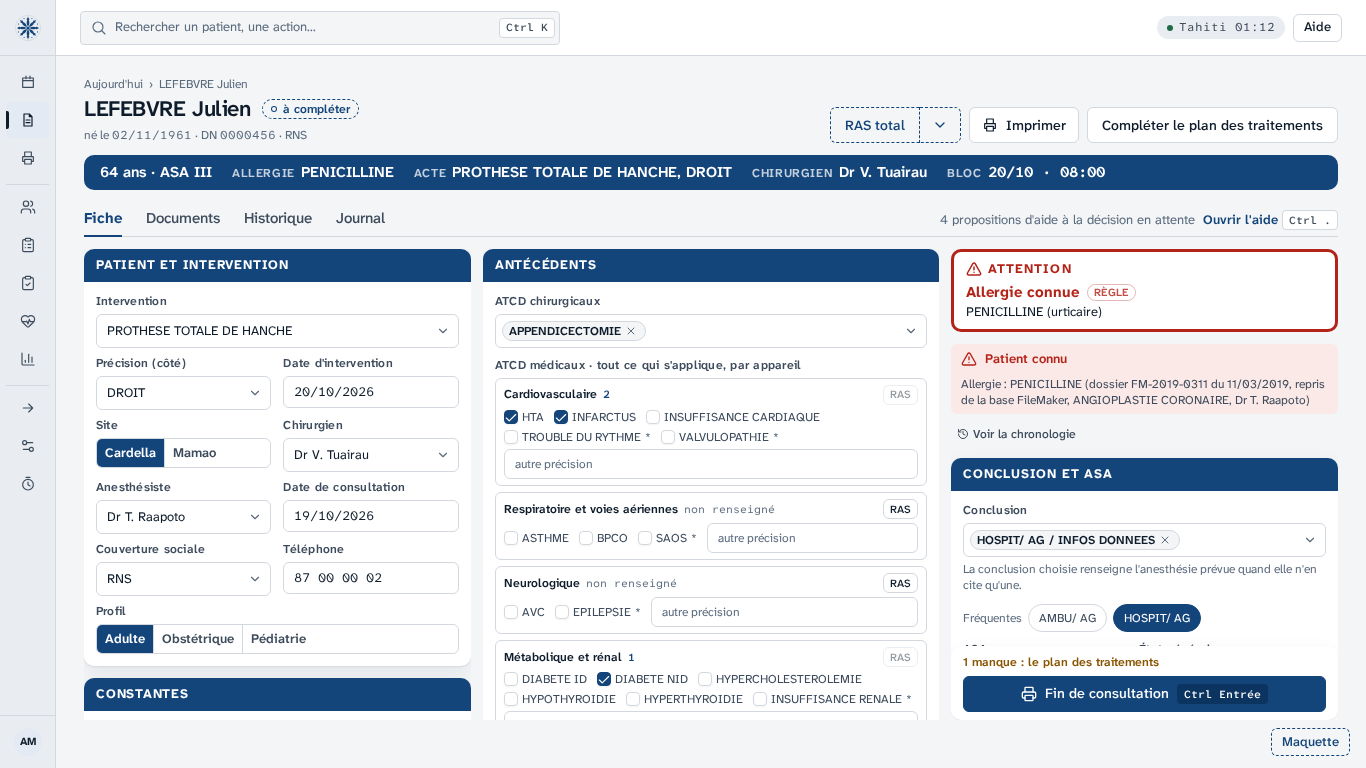 Rechercher un patient, une action...
Ctrl K
Tahiti 01:12
Aide
Aujourd'hui › LEFEBVRE Julien
LEFEBVRE Julien
à compléter
né le 02/11/1961 · DN 0000456 · RNS
RAS total
Imprimer
Compléter le plan des traitements
64 ans · ASA III ALLERGIE PENICILLINE ACTE PROTHESE TOTALE DE HANCHE, DROIT CHIRURGIEN Dr V. Tuairau BLOC 20/10 · 08:00
Fiche Documents Historique Journal
4 propositions d'aide à la décision en attente Ouvrir l'aide Ctrl .
PATIENT ET INTERVENTION
Intervention
PROTHESE TOTALE DE HANCHE
Précision (côté) Date d'intervention
DROIT 20/10/2026
Site Chirurgien
Cardella Mamao Dr V. Tuairau
Anesthésiste Date de consultation
Dr T. Raapoto 19/10/2026
Couverture sociale Téléphone
RNS 87 00 00 02
Profil
Adulte Obstétrique Pédiatrie
CONSTANTES
ANTÉCÉDENTS
ATCD chirurgicaux
APPENDICECTOMIE
ATCD médicaux · tout ce qui s'applique, par appareil
Cardiovasculaire 2 RAS
HTA INFARCTUS INSUFFISANCE CARDIAQUE
TROUBLE DU RYTHME * VALVULOPATHIE *
autre précision
Respiratoire et voies aériennes non renseigné RAS
ASTHME BPCO SAOS * autre précision
Neurologique non renseigné RAS
AVC EPILEPSIE * autre précision
Métabolique et rénal 1 RAS
DIABETE ID DIABETE NID HYPERCHOLESTEROLEMIE
HYPOTHYROIDIE HYPERTHYROIDIE INSUFFISANCE RENALE *
ATTENTION
Allergie connue RÈGLE
PENICILLINE (urticaire)
Patient connu
Allergie : PENICILLINE (dossier FM-2019-0311 du 11/03/2019, repris
de la base FileMaker, ANGIOPLASTIE CORONAIRE, Dr T. Raapoto)
Voir la chronologie
CONCLUSION ET ASA
Conclusion
HOSPIT/ AG / INFOS DONNEES
La conclusion choisie renseigne l'anesthésie prévue quand elle n'en
cite qu'une.
Fréquentes AMBU/ AG HOSPIT/ AG
1 manque : le plan des traitements
Fin de consultation Ctrl Entrée
AM
Maquette